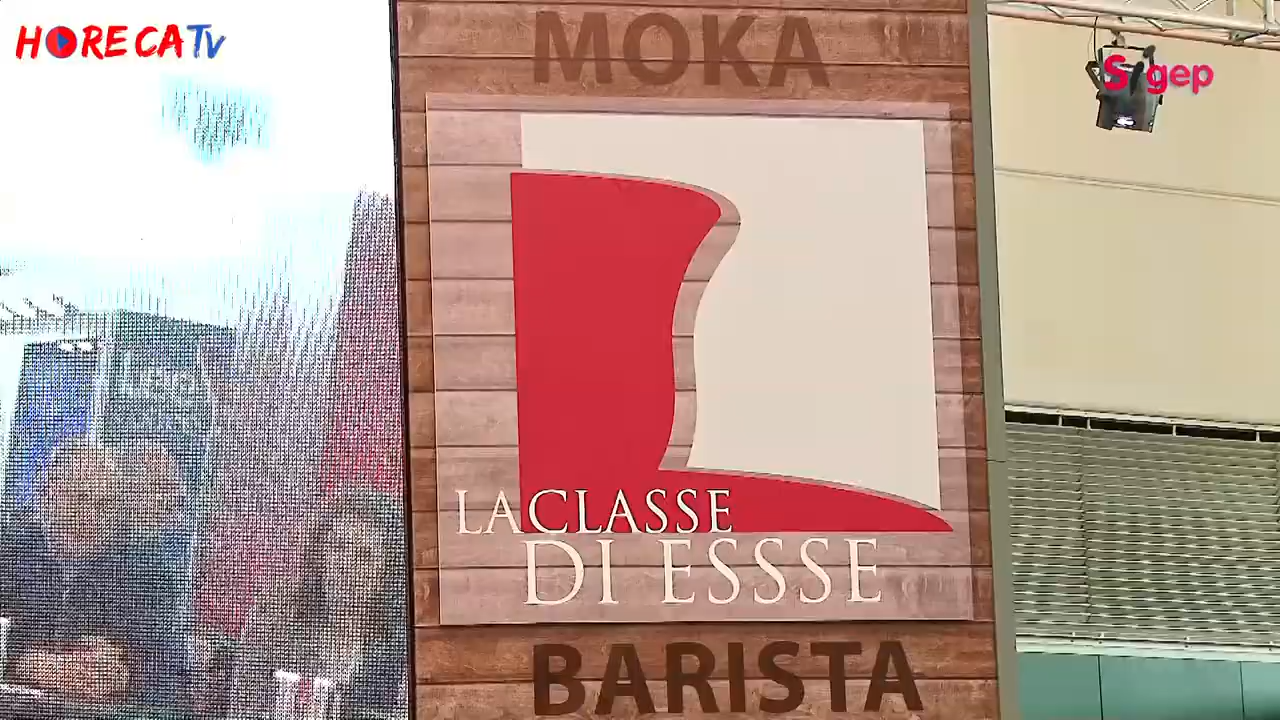 HORECATV
Sigep
MOKA
LACLASSE
DI ESSSE
BARISTA